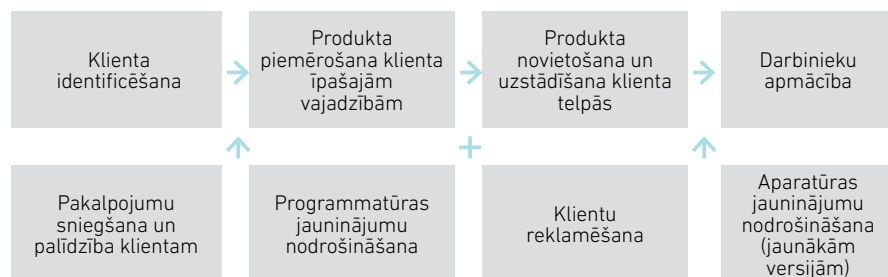 Klienta
identificēšana
Produkta
piemērošana klienta
īpašajām
vajadzībām
Produkta
novietošana un
uzstādīšana klienta
telpās
Darbinieku
apmācība
Pakalpojumu
sniegšana un
palīdzība klientam
Programmatūras
jauninājumu
nodrošināšana
Klientu
reklamēšana
Aparatūras
jauninājumu
nodrošināšana
(jaunākām
versijām)